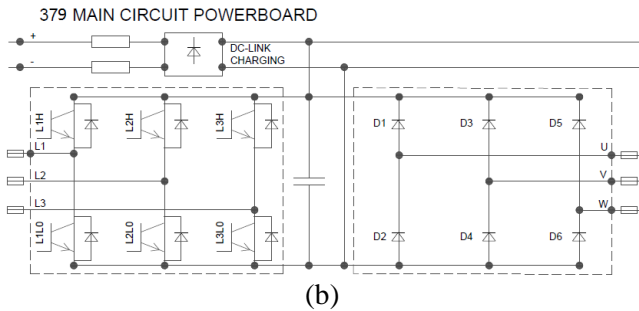 379 MAIN CIRCUIT POWERBOARD
+
-
DC-LINK
CHARGING
L1H
L2H
L3H
D1
D3
D5
L1
U
L2
V
L3
W
L1L0
L2L0
L3L0
D2
D4
D6
(b)